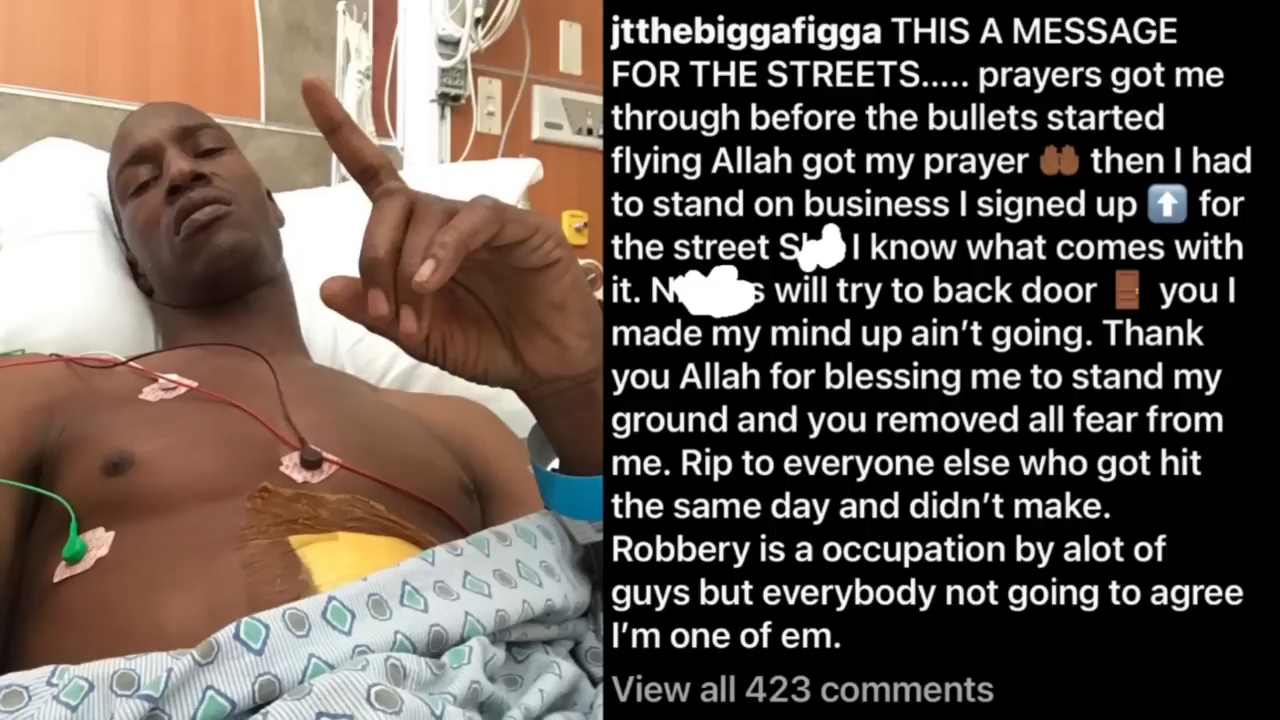 jtthebiggafigga THIS A MESSAGE
FOR THE STREETS..... prayers got me
through before the bullets started
flying Allah got my prayer 🤲🏾 then I had
to stand on business I signed up ⬆️ for
the street S I know what comes with
it. N s will try to back door 🚪 you I
made my mind up ain’t going. Thank
you Allah for blessing me to stand my
ground and you removed all fear from
me. Rip to everyone else who got hit
the same day and didn’t make.
Robbery is a occupation by alot of
guys but everybody not going to agree
I’m one of em.
View all 423 comments